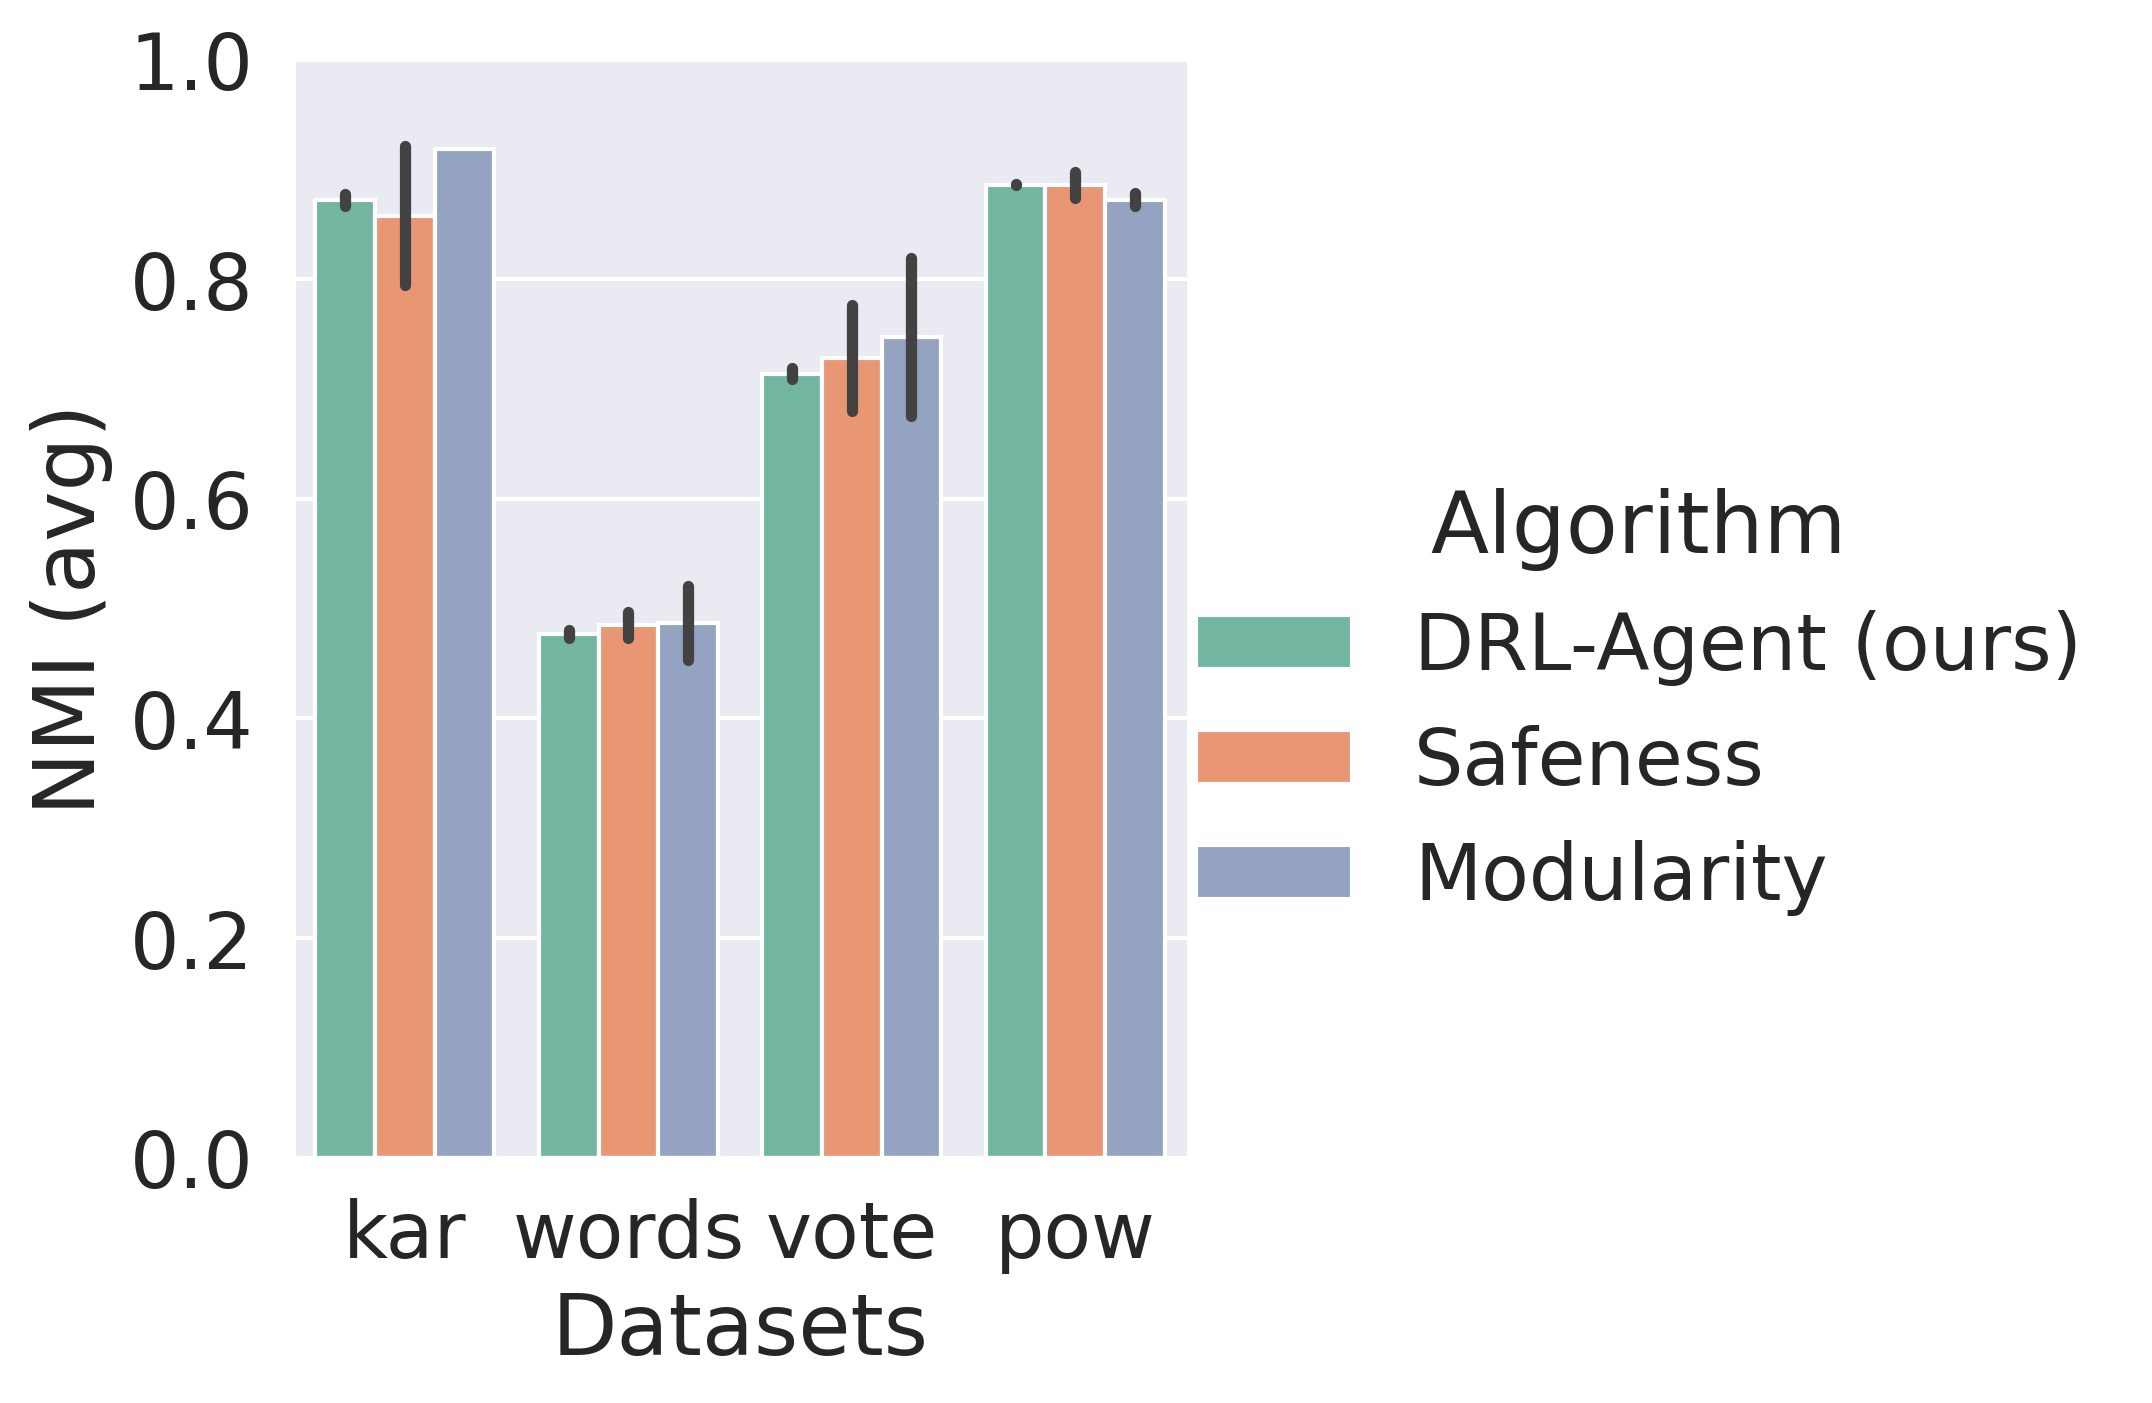 1.0
0.8
0.6
0.4
0.2
0.0
NMI (avg)
kar words vote pow
Datasets
Algorithm
DRL-Agent (ours)
Safeness
Modularity